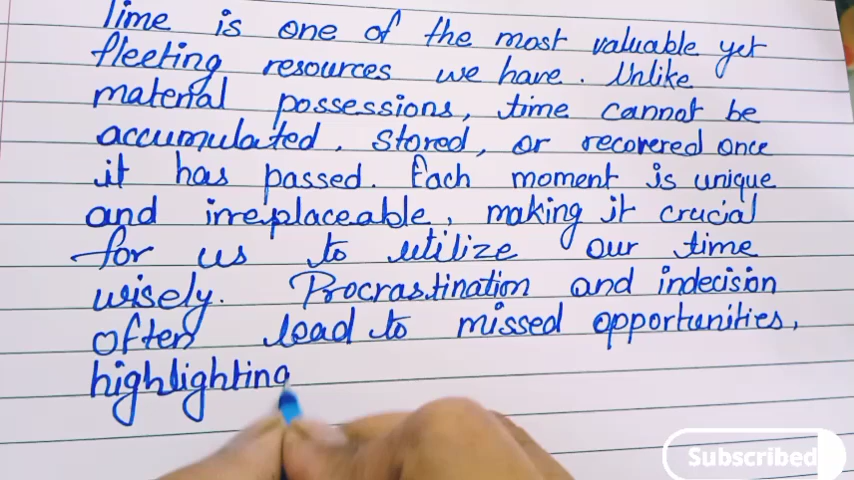 Time is one of the most valuable yet
fleeting resources we have. Unlike
material possessions, time cannot be
accumulated, stored, or recovered once
it has passed. Each moment is unique
and irreplaceable, making it crucial
for us to utilize our time
wisely. Procrastination and indecision
often lead to missed opportunities,
highlighting
Subscribed